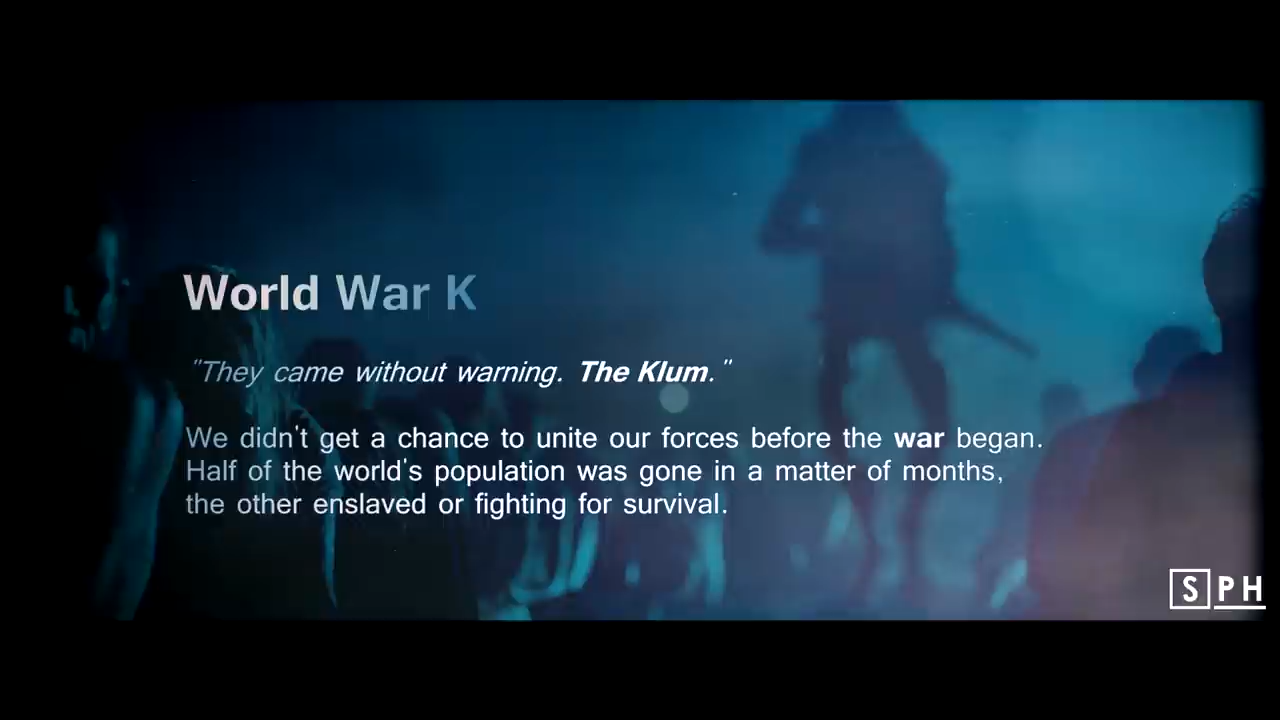 World War K
"They came without warning. The Klum."
We didn't get a chance to unite our forces before the war began.
Half of the world's population was gone in a matter of months,
the other enslaved or fighting for survival.
SPH